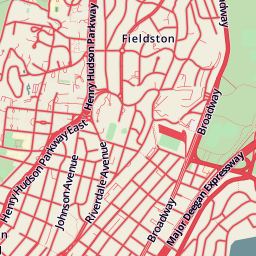 Broadway
Henry Hudson Parkway
Fieldston
Broadway
Henry Hudson Parkway East
Johnson Avenue
Riverdale Avenue
Broadway
Major Deegan Expressway
n